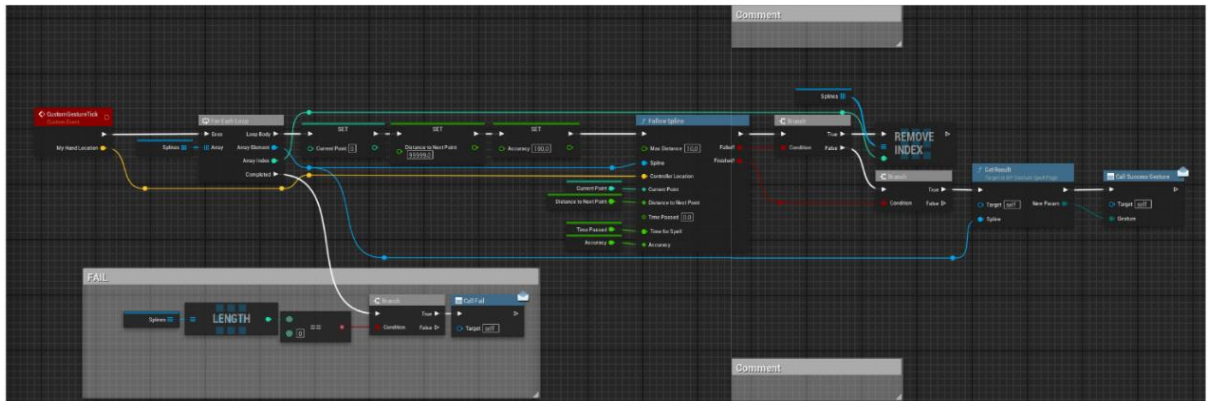 Comment
CustomGestureTick
Custom Event
My Hand Location
For Each Loop
Exec
Array
Loop Body
Array Element
Array Index
Completed
Splines
SET
Current Point 0
SET
Distance to Next Point
99999,0
SET
Accuracy 100,0
Follow Spline
Max Distance 10,0
Spline
Controller Location
Current Point
Distance to Next Point
Time Passed 0,0
Time for Spell
Accuracy
Failed?
Finished?
Current Point
Distance to Next Point
Time Passed
Accuracy
Branch
Condition
True
False
Splines
REMOVE
INDEX
Branch
Condition
True
False
Get Result
Target self
Spline
New Param
Call Success Gesture
Target self
Gesture
FAIL
Splines
LENGTH
0
==
Branch
Condition
True
False
Call Fail
Target self
Comment